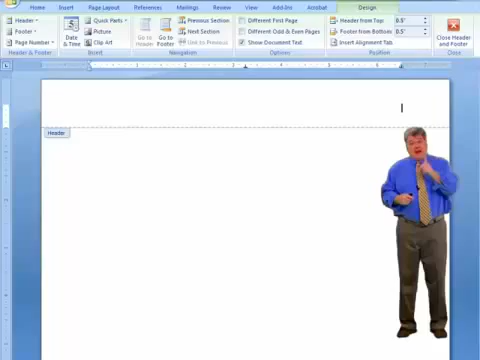 Home Insert Page Layout References Mailings Review View Add-Ins Acrobat Design
Header Quick Parts Previous Section Different First Page Header from Top: 0.5"
Footer Picture Next Section Different Odd & Even Pages Footer from Bottom: 0.5"
Page Number Date & Time Clip Art Go to Header Go to Footer Link to Previous Show Document Text Insert Alignment Tab Close Header and Footer
Header & Footer Insert Navigation Options Position Close
Header